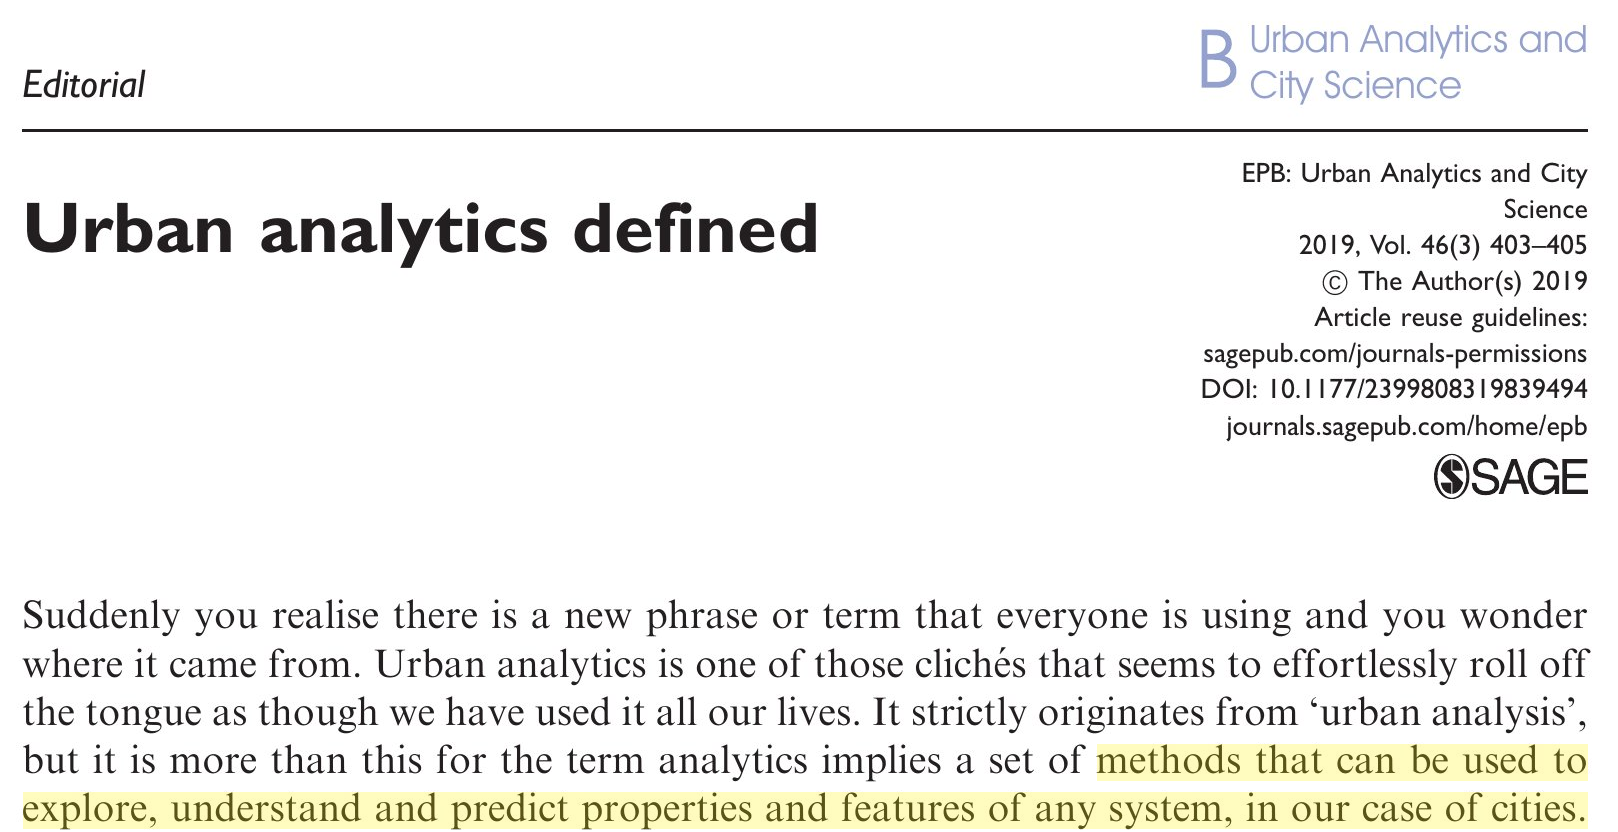 Editorial
B Urban Analytics and
City Science
Urban analytics defined
EPB: Urban Analytics and City
Science
2019, Vol. 46(3) 403–405
© The Author(s) 2019
Article reuse guidelines:
sagepub.com/journals-permissions
DOI: 10.1177/2399808319839494
journals.sagepub.com/home/epb
SAGE
Suddenly you realise there is a new phrase or term that everyone is using and you wonder
where it came from. Urban analytics is one of those clichés that seems to effortlessly roll off
the tongue as though we have used it all our lives. It strictly originates from ‘urban analysis’,
but it is more than this for the term analytics implies a set of methods that can be used to
explore, understand and predict properties and features of any system, in our case of cities.